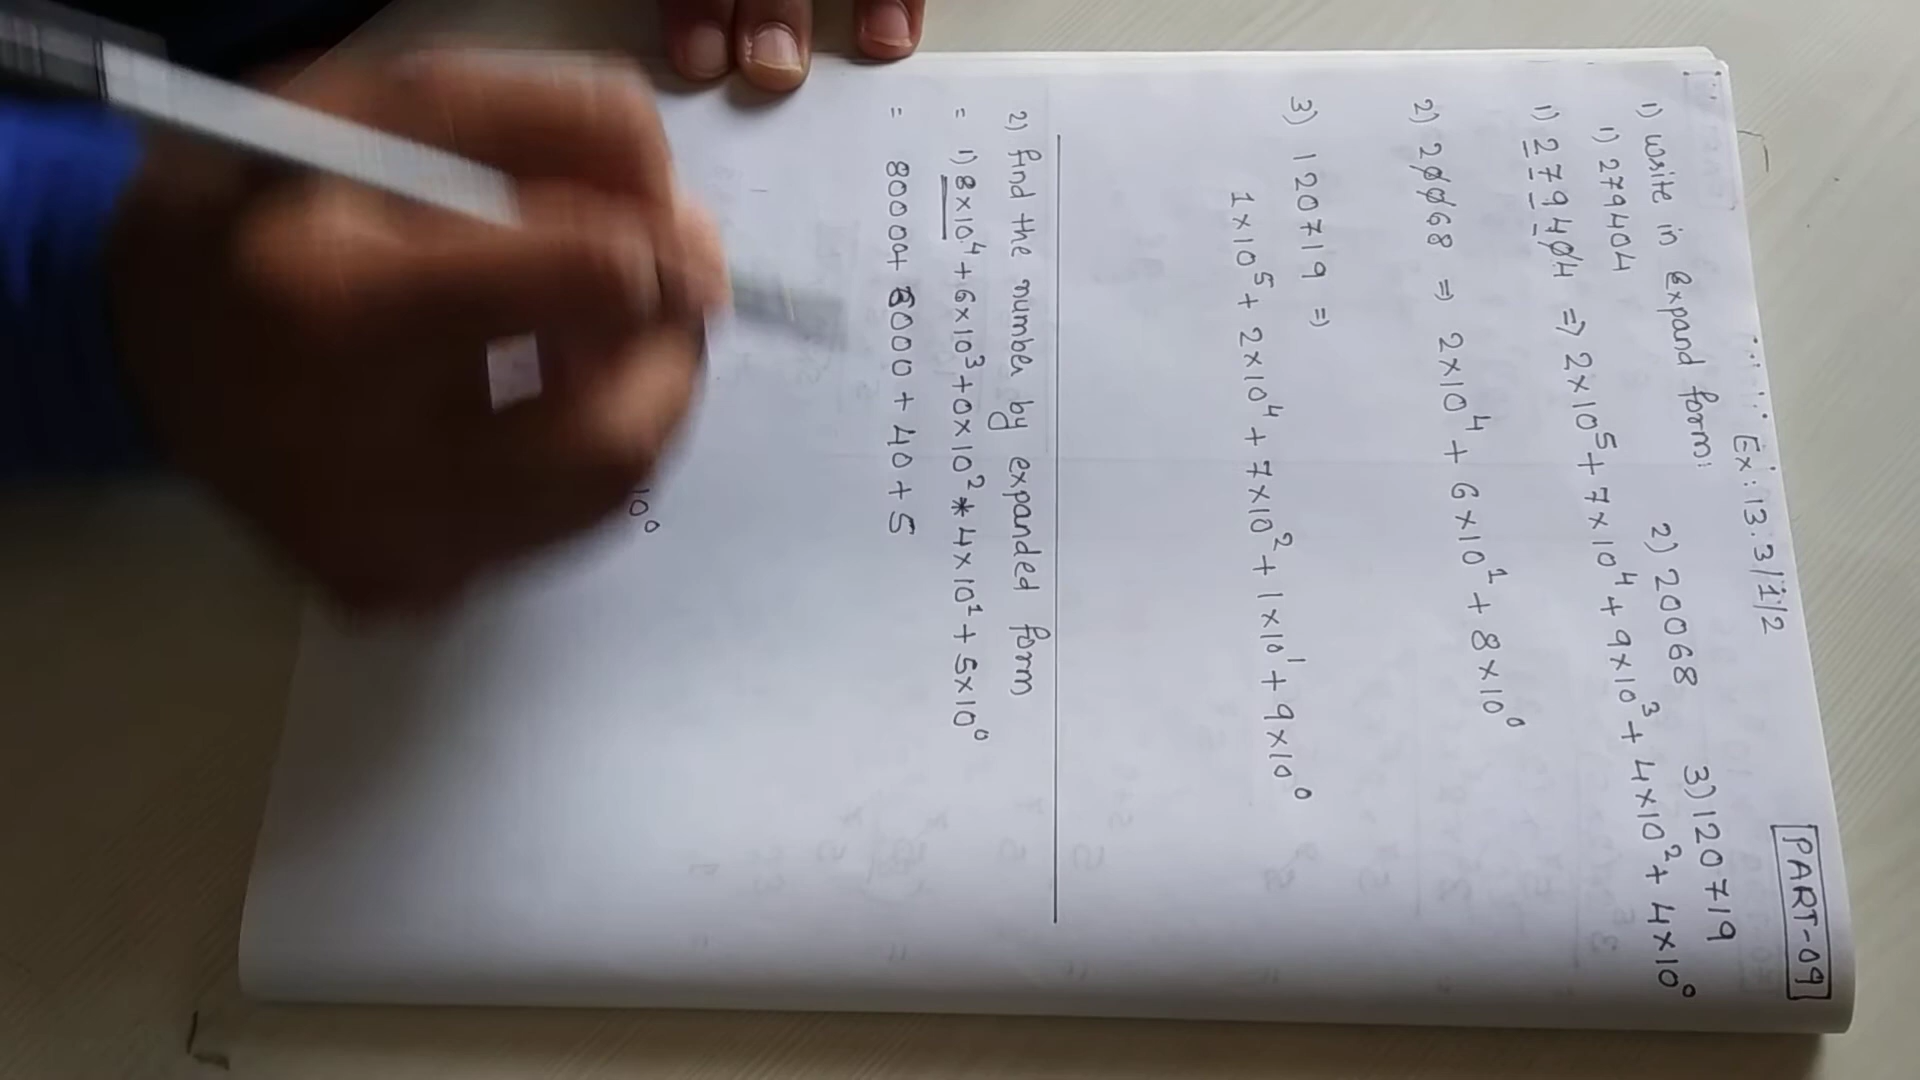 PART-09
Ex: 13.3/1/2
1) write in expand form:
1) 279404 2) 20068 3) 120719
1) 279404 => 2×10⁵ + 7×10⁴ + 9×10³ + 4×10² + 4×10⁰
2) 20068 => 2×10⁴ + 6×10¹ + 8×10⁰
3) 120719 =>
1×10⁵ + 2×10⁴ + 7×10² + 1×10¹ + 9×10⁰
2) find the number by expanded form
= 1) 8×10⁴ + 6×10³ + 0×10² * 4×10¹ + 5×10⁰
= 80000+ 6000 + 40 + 5
10⁰